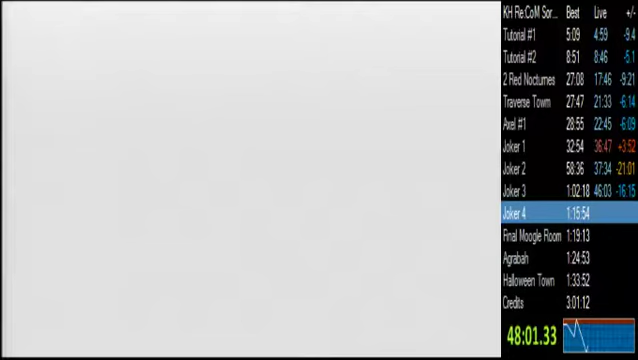 KH Re:CoM Sor... Best Live +/-
Tutorial #1 5:09 4:59 -9.4
Tutorial #2 8:51 8:46 -5.1
2 Red Nocturnes 27:08 17:46 -9:21
Traverse Town 27:47 21:33 -6:14
Axel #1 28:55 22:45 -6:09
Joker 1 32:54 36:47 +3:52
Joker 2 58:36 37:34 -21:01
Joker 3 1:02:18 46:03 -16:15
Joker 4 1:15:54
Final Moogle Room 1:19:13
Agrabah 1:24:53
Halloween Town 1:33:52
Credits 3:01:12
48:01.33